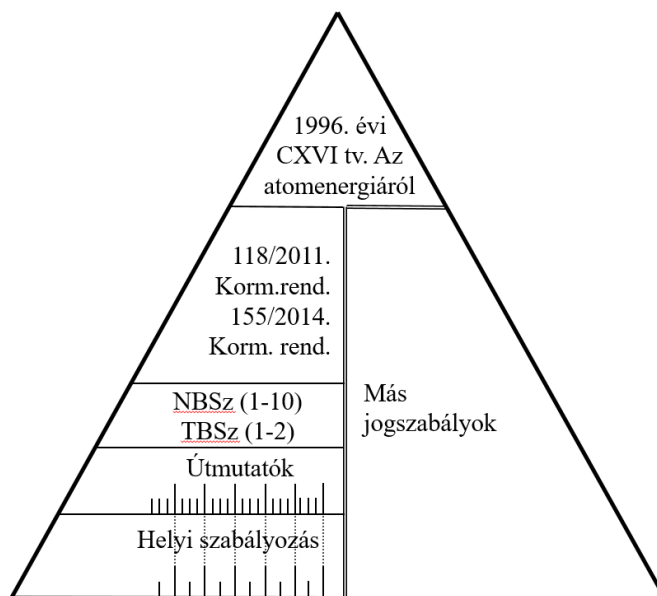 1996. évi
CXVI tv. Az
atomenergiáról
118/2011.
Korm.rend.
155/2014.
Korm. rend.
NBSz (1-10)
TBSz (1-2)
Útmutatók
Helyi szabályozás
Más
jogszabályok